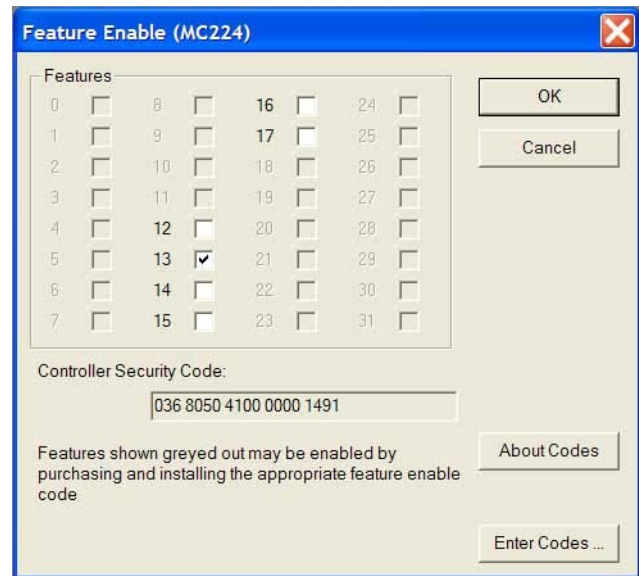 Feature Enable (MC224)
Features
0 8 16 24
1 9 17 25
2 10 18 26
3 11 19 27
4 12 20 28
5 13 21 29
6 14 22 30
7 15 23 31
OK
Cancel
Controller Security Code:
036 8050 4100 0000 1491
Features shown greyed out may be enabled by
purchasing and installing the appropriate feature enable
code
About Codes
Enter Codes ...